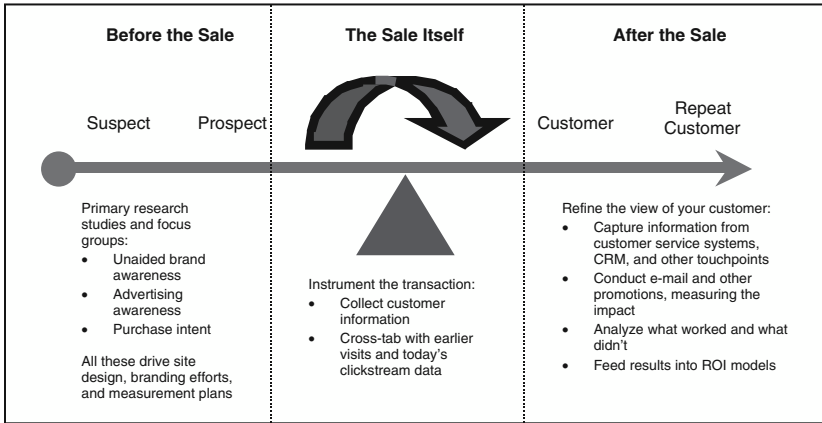 Before the Sale
Suspect
Prospect
Primary research
studies and focus
groups:
• Unaided brand
awareness
• Advertising
awareness
• Purchase intent
All these drive site
design, branding efforts,
and measurement plans
The Sale Itself
Instrument the transaction:
• Collect customer
information
• Cross-tab with earlier
visits and today's
clickstream data
After the Sale
Customer
Repeat
Customer
Refine the view of your customer:
• Capture information from
customer service systems,
CRM, and other touchpoints
• Conduct e-mail and other
promotions, measuring the
impact
• Analyze what worked and what
didn't
• Feed results into ROI models